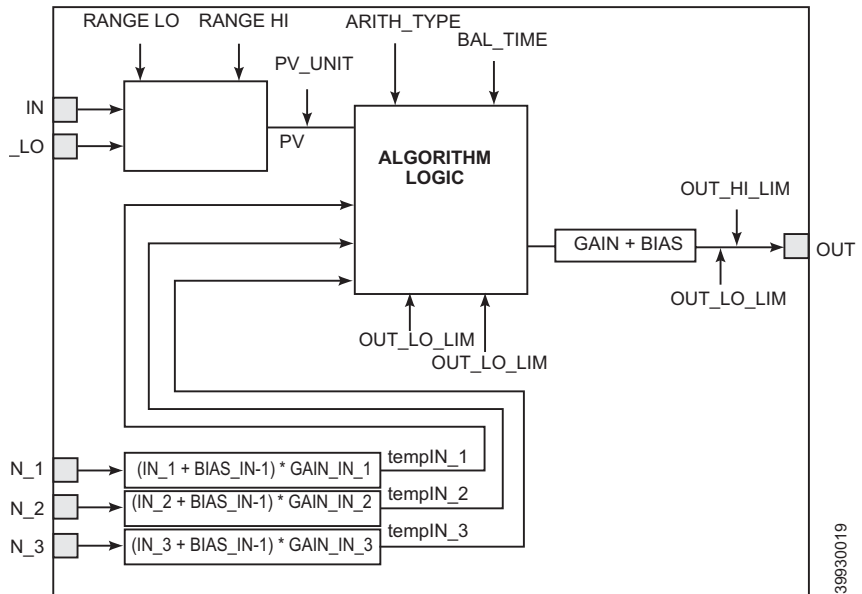 RANGE LO
RANGE HI
ARITH_TYPE
BAL_TIME
PV_UNIT
IN
_LO
PV
ALGORITHM
LOGIC
OUT_HI_LIM
GAIN + BIAS
OUT
OUT_LO_LIM
OUT_LO_LIM
OUT_LO_LIM
N_1
(IN_1 + BIAS_IN-1) * GAIN_IN_1
tempIN_1
N_2
(IN_2 + BIAS_IN-1) * GAIN_IN_2
tempIN_2
N_3
(IN_3 + BIAS_IN-1) * GAIN_IN_3
tempIN_3
39930019